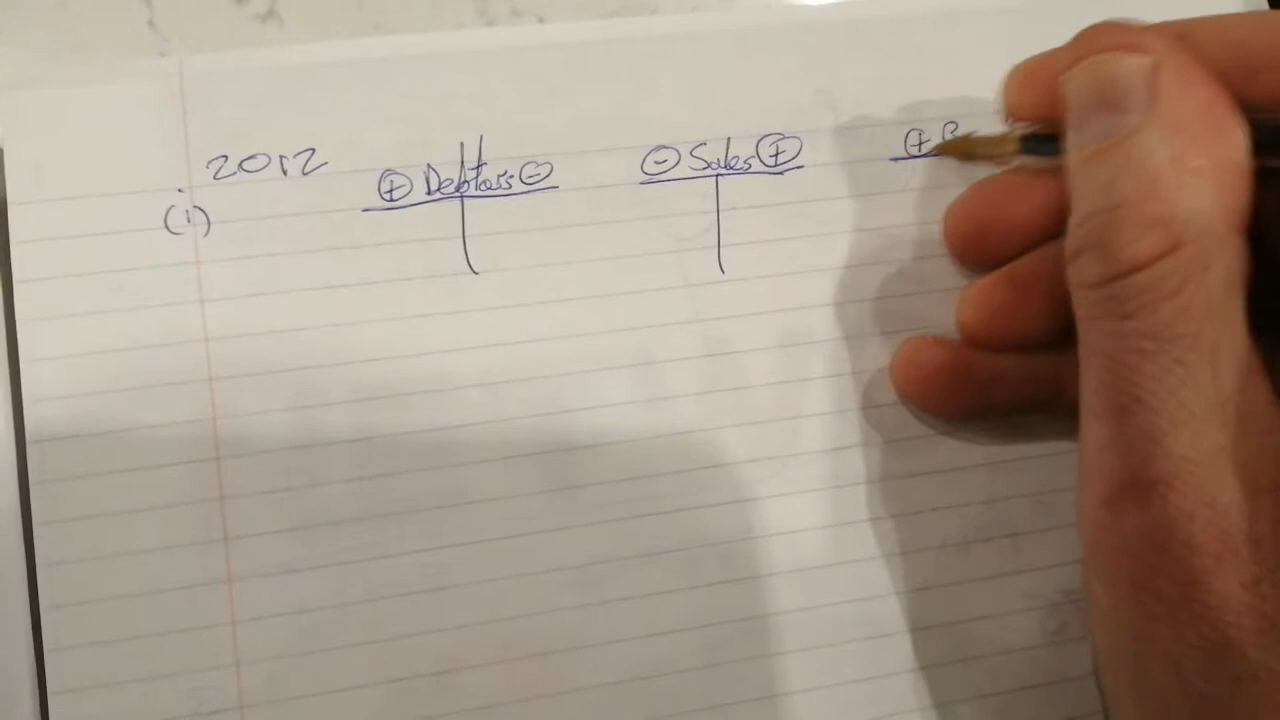 2012
(i)
⊕ Debtors ⊖
⊖ Sales ⊕
⊕